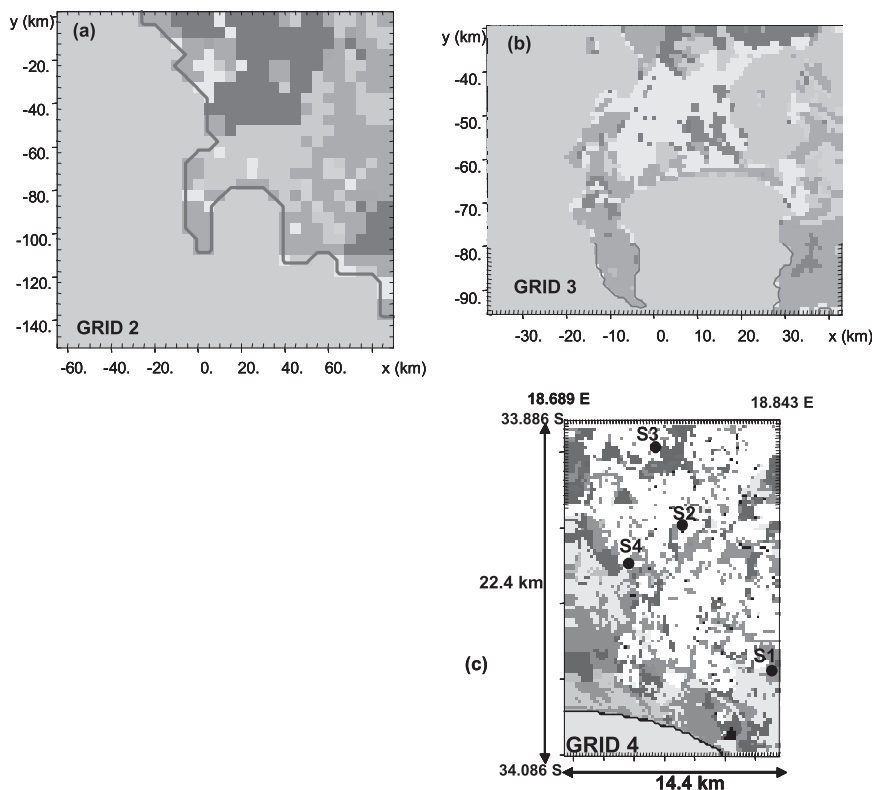 y (km)
(a)
-20.
-40.
-60.
-80.
-100.
-120.
-140.
GRID 2
-60. -40. -20. 0. 20. 40. 60. x (km)
y (km)
(b)
-40.
-50.
-60.
-70.
-80.
-90.
GRID 3
-30. -20. -10. 0. 10. 20. 30. x (km)
18.689 E
18.843 E
33.886 S
S3
S2
S4
22.4 km
S1
(c)
GRID 4
34.086 S
14.4 km